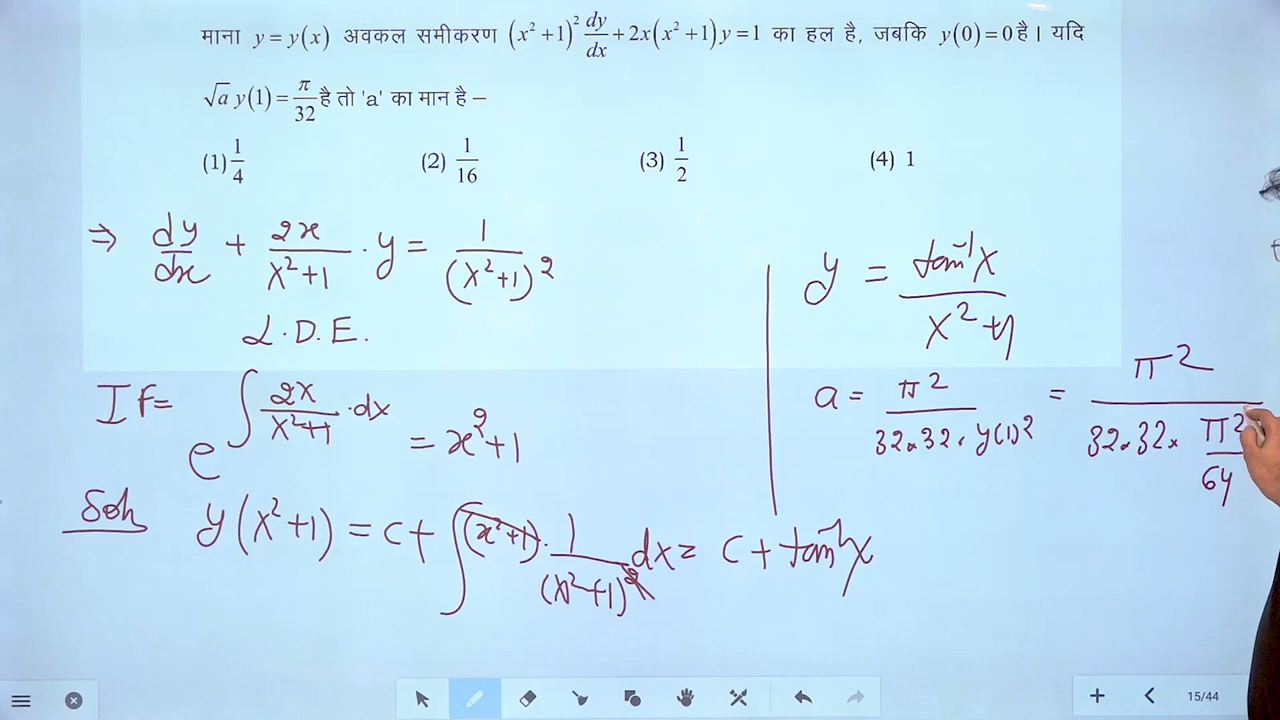 माना y = y(x) अवकल समीकरण (x² + 1)² dy/dx + 2x(x² + 1)y = 1 का हल है, जबकि y(0) = 0 है। यदि
√a y(1) = π/32 है तो 'a' का मान है –
(1) 1/4 (2) 1/16 (3) 1/2 (4) 1
⇒ dy/dx + 2x/(x²+1) · y = 1/(x²+1)²
L.D.E.
IF = e^∫ 2x/(x²+1) · dx = x²+1
Soln y(x²+1) = c + ∫(x²+1) · 1/(x²+1)² dx = c + tan⁻¹x
y = tan⁻¹x / (x²+1)
a = π² / (32×32 × y(1)²) = π² / (32×32× π²/64)
15/44